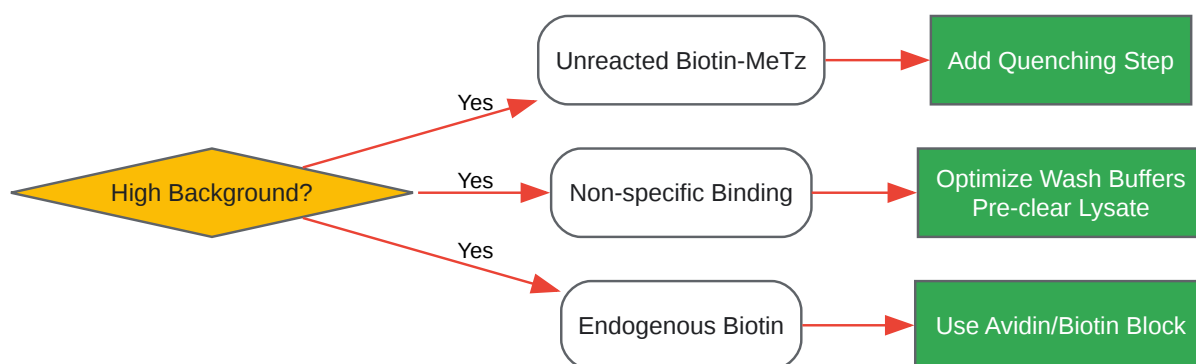 Unreacted Biotin-MeTz
Add Quenching Step
Yes
High Background?
Yes
Non-specific Binding
Optimize Wash Buffers
Pre-clear Lysate
Yes
Endogenous Biotin
Use Avidin/Biotin Block